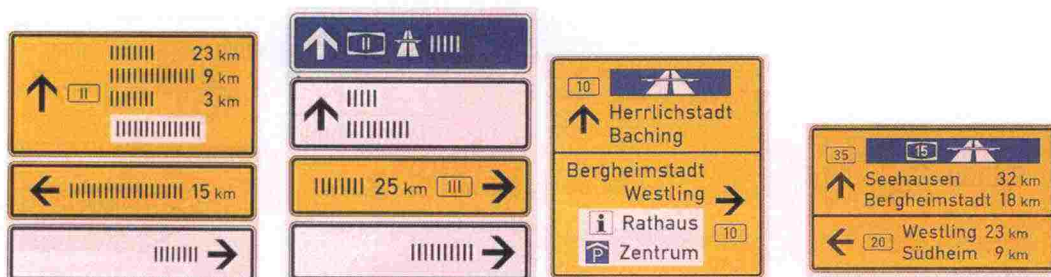 23 km
II
9 km
3 km
15 km
II
25 km
III
10
Herrlichstadt
Baching
Bergheimstadt
Westling
i Rathaus
10
P Zentrum
35
15
Seehausen 32 km
Bergheimstadt 18 km
20
Westling 23 km
Südheim 9 km